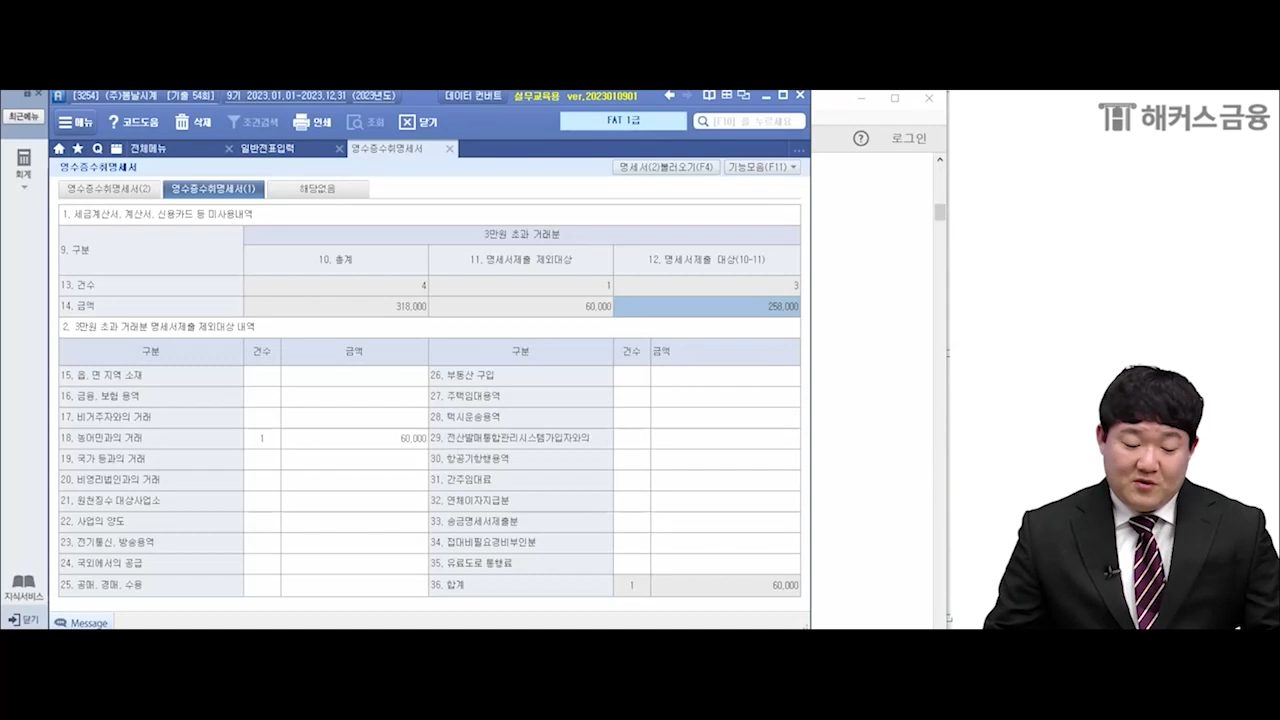 [3254] (주)봄날시계 [기출 54회] 9기 2023.01.01~2023.12.31 (2023년도) 데이터 컨버트 실무교육용 ver.2023010901
해커스금융
최근메뉴 메뉴 코드도움 삭제 조건검색 인쇄 조회 닫기 FAT 1급 [F10] 를 누르세요
로그인
회계
전체메뉴 일반전표입력 영수증수취명세서
영수증수취명세서 명세서(2)불러오기(F4) 기능모음(F11)
영수증수취명세서(2) 영수증수취명세서(1) 해당없음
1. 세금계산서, 계산서, 신용카드 등 미사용내역
9. 구분 3만원 초과 거래분
10. 총계 11. 명세서제출 제외대상 12. 명세서제출 대상(10-11)
13. 건수 4 1 3
14. 금액 318,000 60,000 258,000
2. 3만원 초과 거래분 명세서제출 제외대상 내역
구분 건수 금액 구분 건수 금액
15. 읍, 면 지역 소재 26. 부동산 구입
16. 금융, 보험 용역 27. 주택임대용역
17. 비거주자와의 거래 28. 택시운송용역
18. 농어민과의 거래 1 60,000 29. 전산발매통합관리시스템가입자와의
19. 국가 등과의 거래 30. 항공기항행용역
20. 비영리법인과의 거래 31. 간주임대료
21. 원천징수 대상사업소 32. 연체이자지급분
22. 사업의 양도 33. 송금명세서제출분
23. 전기통신, 방송용역 34. 접대비필요경비부인분
24. 국외에서의 공급 35. 유료도로 통행료
25. 공매, 경매, 수용 36. 합계 1 60,000
지식서비스
닫기 Message